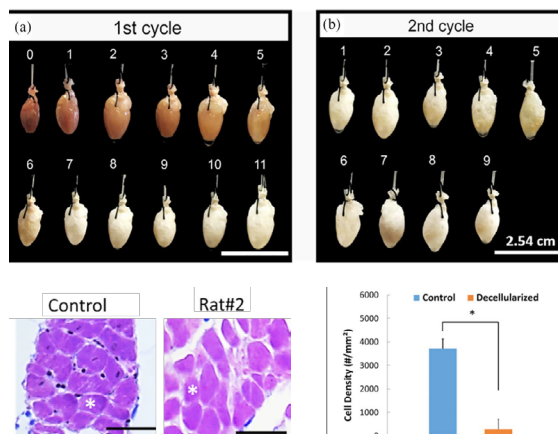 (a) 1st cycle
0 1 2 3 4 5
6 7 8 9 10 11
(b) 2nd cycle
1 2 3 4 5
6 7 8 9
2.54 cm
Control
*
Rat#2
*
Cell Density (#/mm²)
6000
5000
4000
3000
2000
1000
Control Decellularized
*